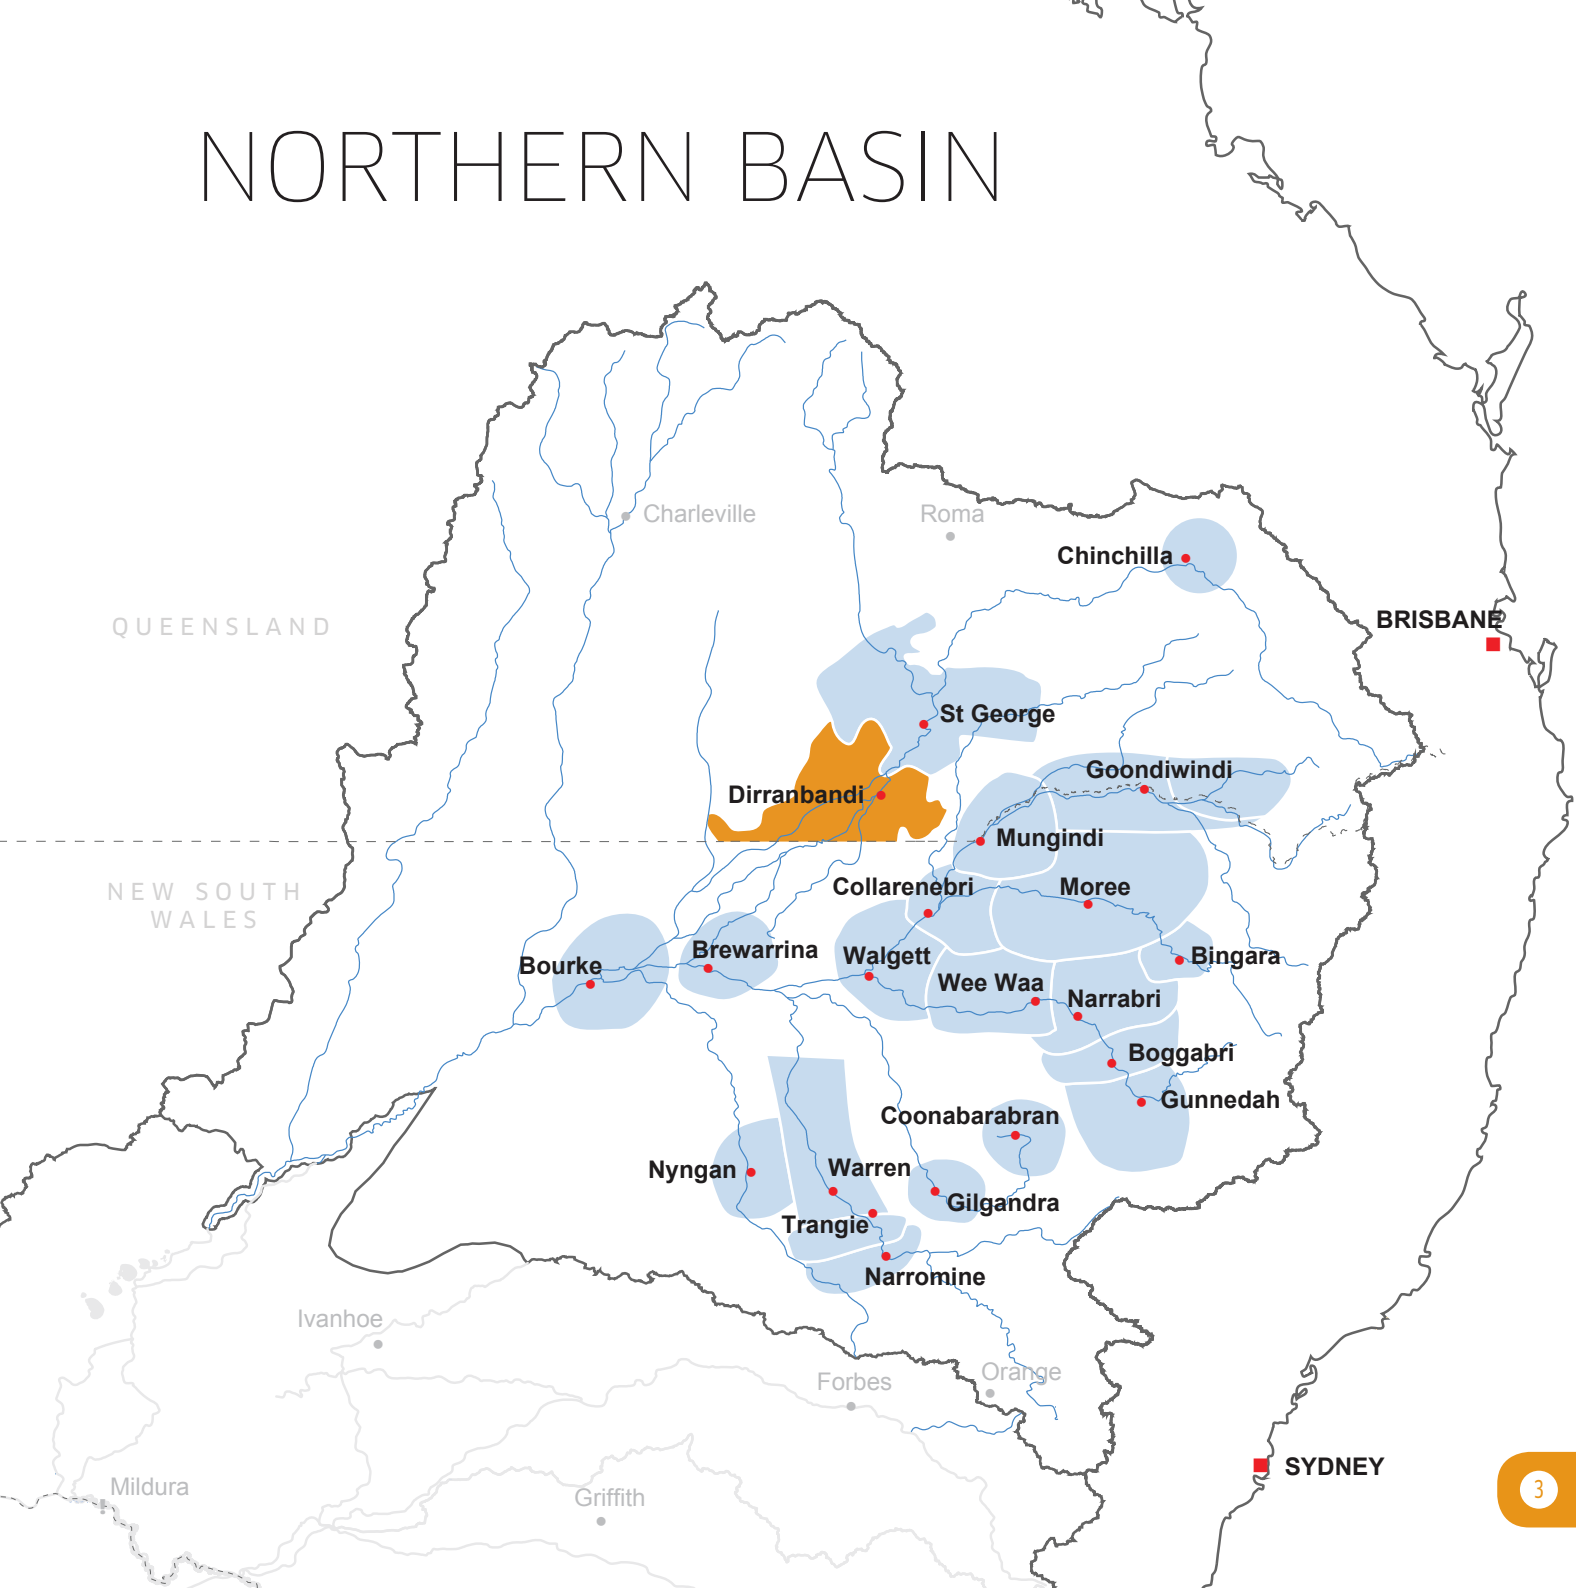 NORTHERN BASIN
Charleville
Roma
Chinchilla
QUEENSLAND
BRISBANE
St George
Goondiwindi
Dirranbandi
Mungindi
NEW SOUTH
WALES
Collarenebri
Moree
Bourke
Brewarrina
Walgett
Bingara
Wee Waa
Narrabri
Boggabri
Gunnedah
Coonabarabran
Nyngan
Warren
Gilgandra
Trangie
Narromine
Ivanhoe
Forbes
Orange
SYDNEY
Mildura
Griffith
3